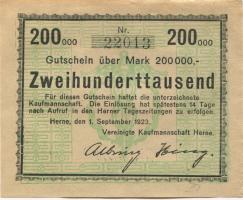 Nr.
200000 22013 200000
Gutschein über Mark 200000,-
Zweihunderttausend
Für diesen Gutschein haftet die unterzeichnete
Kaufmannschaft. Die Einlösung hat spätestens 14 Tage
nach Aufruf in den Herner Tageszeitungen zu erfolgen.
Herne, den 1. September 1923.
Vereinigte Kaufmannschaft Herne.